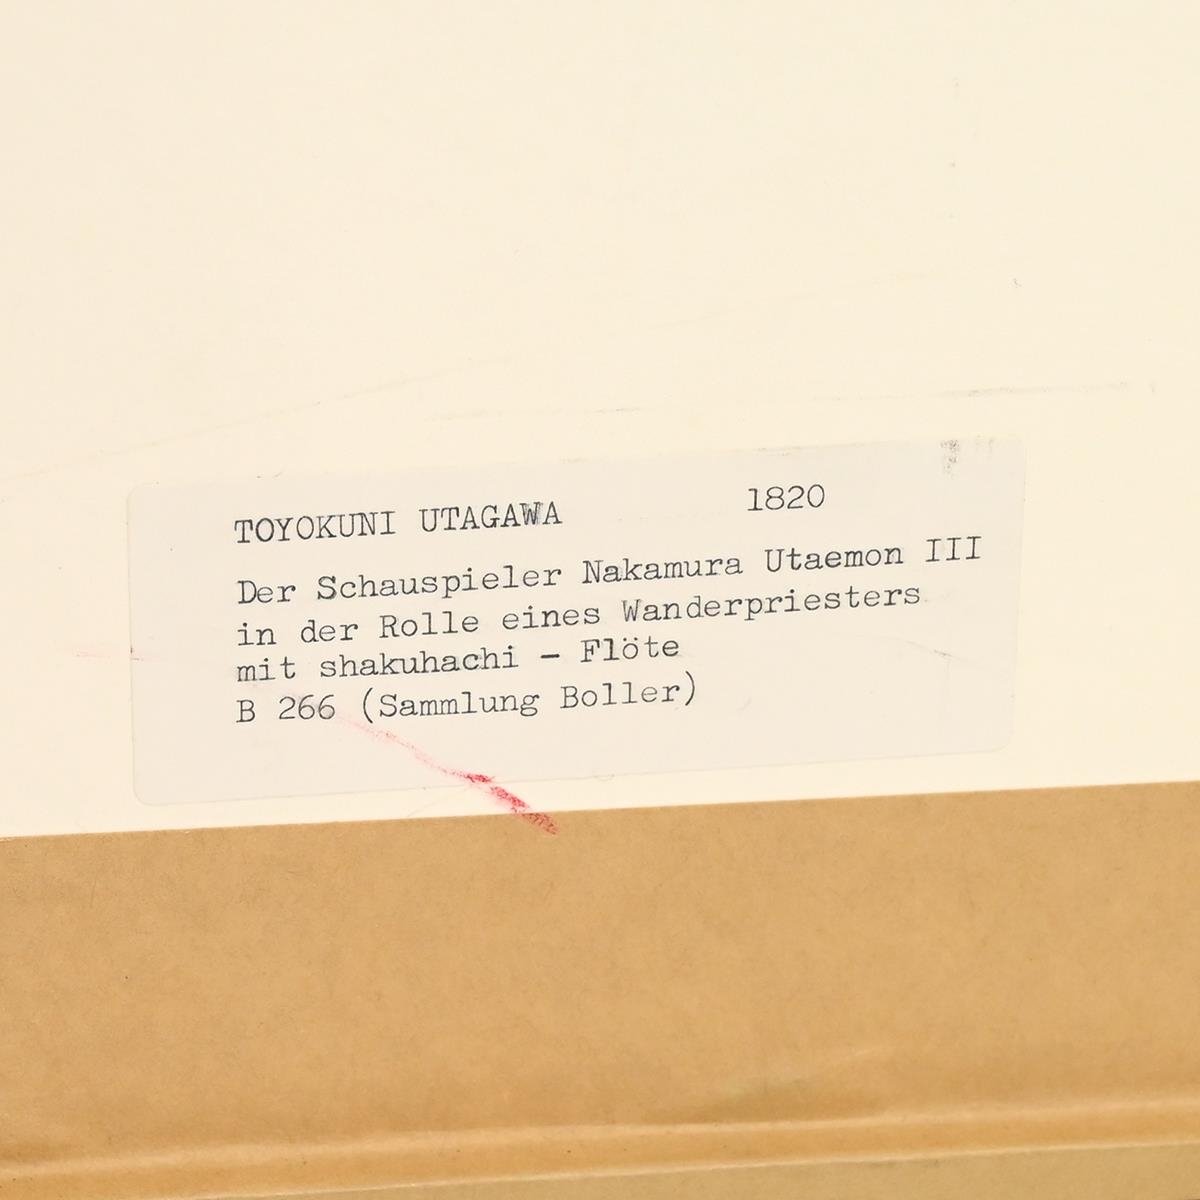 TOYOKUNI UTAGAWA 1820
Der Schauspieler Nakamura Utaemon III
in der Rolle eines Wanderpriesters
mit shakuhachi - Flöte
B 266 (Sammlung Boller)